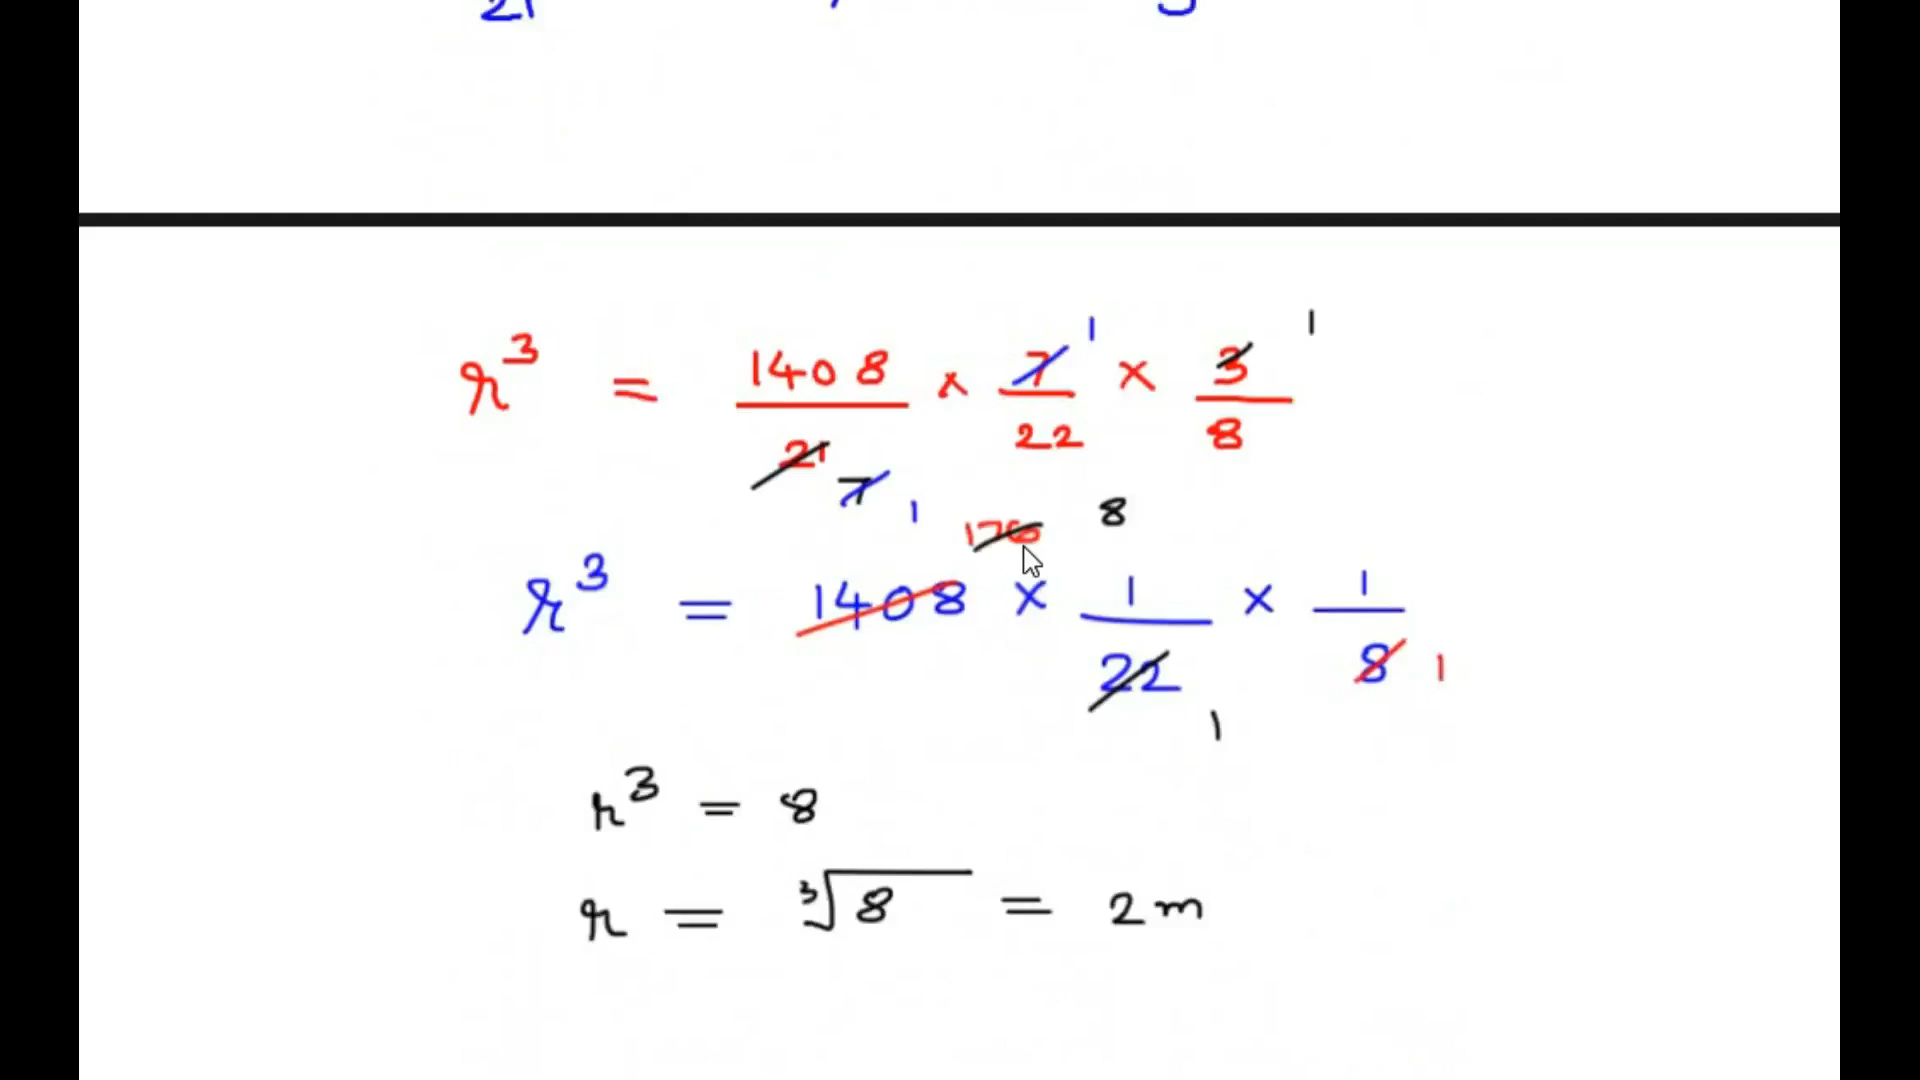 21
r³ = 1408/21 × 7/22 × 3/8
1 1
7 1
176 8
r³ = 1408 × 1/22 × 1/8
1
1
r³ = 8
r = ³√8 = 2m